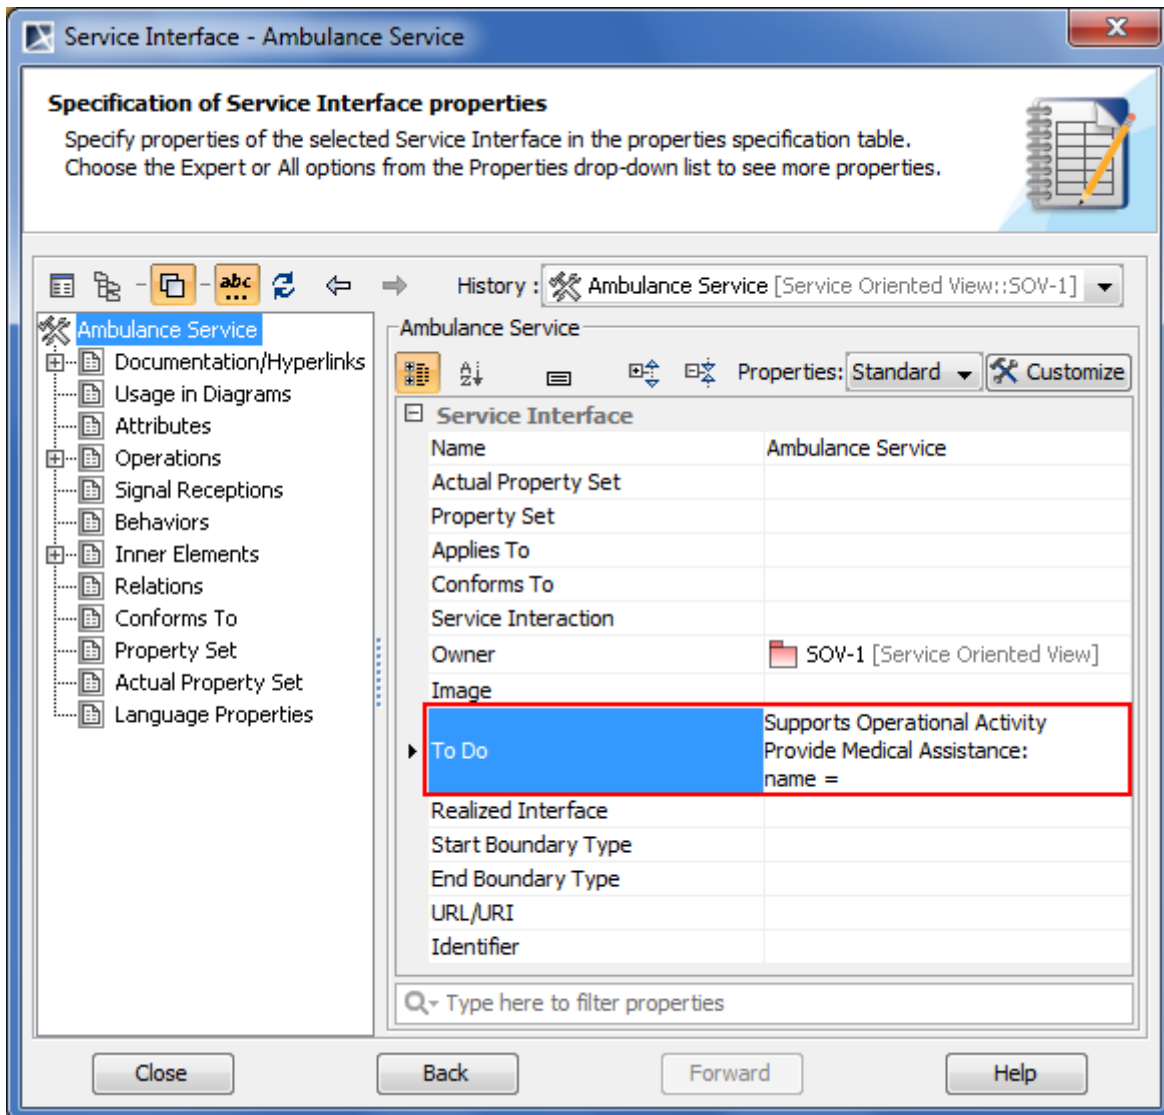 Service Interface - Ambulance Service
Specification of Service Interface properties
Specify properties of the selected Service Interface in the properties specification table.
Choose the Expert or All options from the Properties drop-down list to see more properties.
abc
History : Ambulance Service [Service Oriented View::SOV-1]
Ambulance Service
Documentation/Hyperlinks
Usage in Diagrams
Attributes
Operations
Signal Receptions
Behaviors
Inner Elements
Relations
Conforms To
Property Set
Actual Property Set
Language Properties
Ambulance Service
Properties: Standard Customize
Service Interface
Name Ambulance Service
Actual Property Set
Property Set
Applies To
Conforms To
Service Interaction
Owner SOV-1 [Service Oriented View]
Image
To Do
Supports Operational Activity
Provide Medical Assistance:
name =
Realized Interface
Start Boundary Type
End Boundary Type
URL/URI
Identifier
Type here to filter properties
Close Back Forward Help